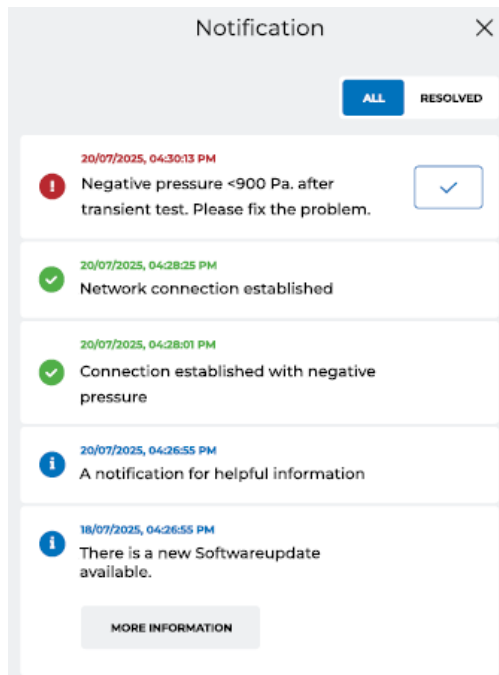 Notification
ALL
RESOLVED
20/07/2025, 04:30:13 PM
Negative pressure <900 Pa. after
transient test. Please fix the problem.
20/07/2025, 04:28:25 PM
Network connection established
20/07/2025, 04:28:01 PM
Connection established with negative
pressure
20/07/2025, 04:26:55 PM
A notification for helpful information
18/07/2025, 04:26:55 PM
There is a new Softwareupdate
available.
MORE INFORMATION